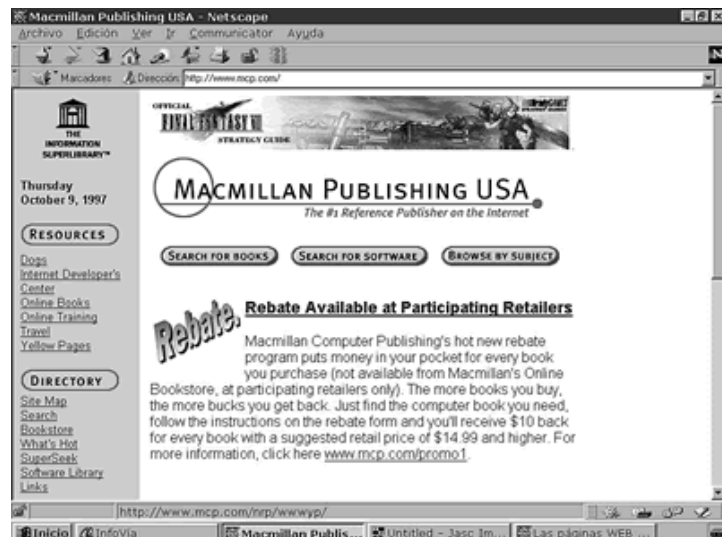 Macmillan Publishing USA - Netscape
Archivo Edición Ver Ir Communicator Ayuda
Marcadores Dirección http://www.mcp.com/
THE
INFORMATION
SUPERLIBRARY™
Thursday
October 9, 1997
RESOURCES
Dogs
Internet Developer's
Center
Online Books
Online Training
Travel
Yellow Pages
DIRECTORY
Site Map
Search
Bookstore
What's Hot
SuperSeek
Software Library
Links
OFFICIAL
FINAL FANTASY VII
STRATEGY GUIDE
MACMILLAN PUBLISHING USA
The #1 Reference Publisher on the Internet
SEARCH FOR BOOKS SEARCH FOR SOFTWARE BROWSE BY SUBJECT
Rebate.
Rebate Available at Participating Retailers
Macmillan Computer Publishing's hot new rebate
program puts money in your pocket for every book
you purchase (not available from Macmillan's Online
Bookstore, at participating retailers only). The more books you buy,
the more bucks you get back. Just find the computer book you need,
follow the instructions on the rebate form and you'll receive $10 back
for every book with a suggested retail price of $14.99 and higher. For
more information, click here www.mcp.com/promo1.
http://www.mcp.com/nrp/wwwyp/
Inicio InfoVía Macmillan Publis... Untitled - Jasc Im... Las páginas WEB ...